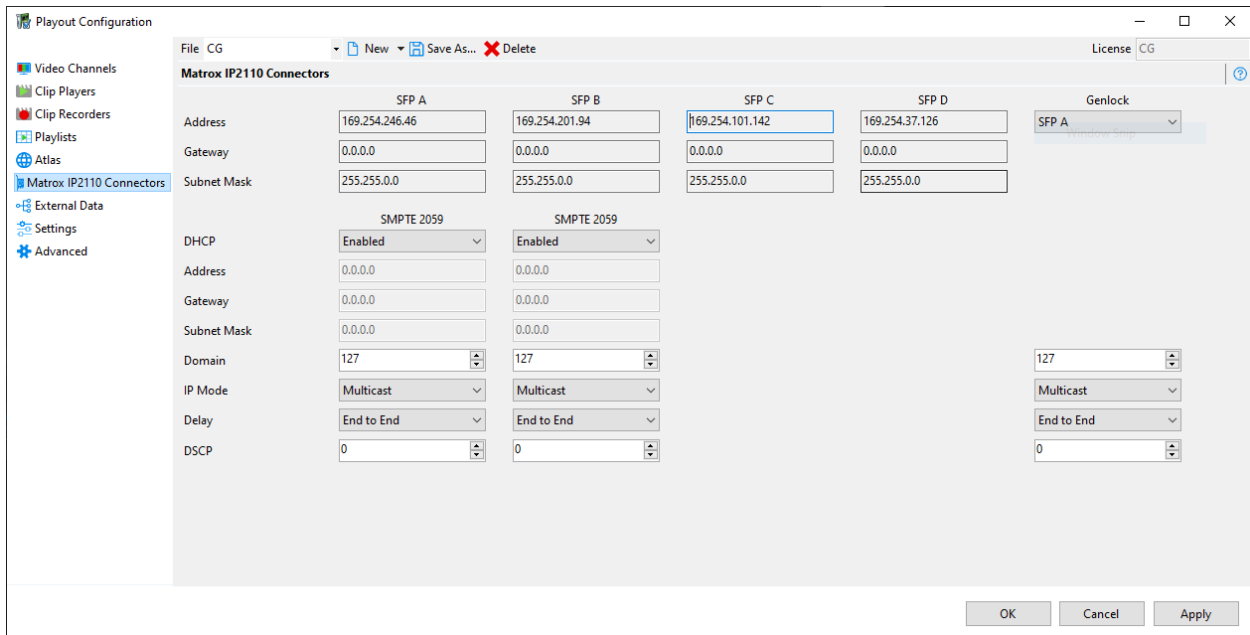 Playout Configuration
File CG New Save As... Delete License CG
Video Channels
Clip Players
Clip Recorders
Playlists
Atlas
Matrox IP2110 Connectors
External Data
Settings
Advanced
Matrox IP2110 Connectors
SFP A SFP B SFP C SFP D Genlock
Address 169.254.246.46 169.254.201.94 169.254.101.142 169.254.37.126 SFP A
Window Snip
Gateway 0.0.0.0 0.0.0.0 0.0.0.0 0.0.0.0
Subnet Mask 255.255.0.0 255.255.0.0 255.255.0.0 255.255.0.0
SMPTE 2059 SMPTE 2059
DHCP Enabled Enabled
Address 0.0.0.0 0.0.0.0
Gateway 0.0.0.0 0.0.0.0
Subnet Mask 0.0.0.0 0.0.0.0
Domain 127 127 127
IP Mode Multicast Multicast Multicast
Delay End to End End to End End to End
DSCP 0 0 0
OK Cancel Apply